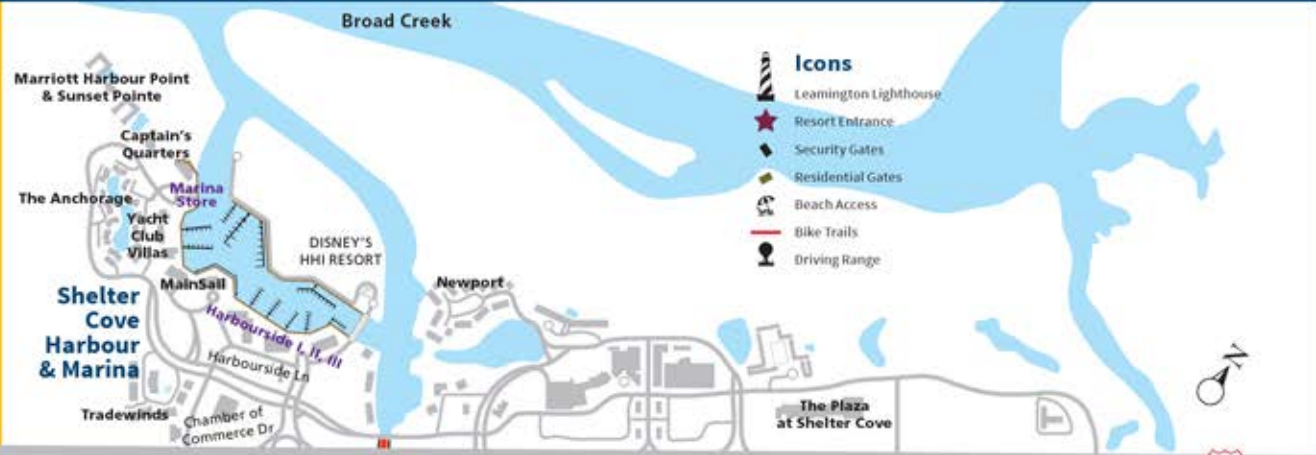 Broad Creek
Marriott Harbour Point
& Sunset Pointe
Captain's
Quarters
The Anchorage
Marina
Store
Yacht
Club
Villas
DISNEY'S
HHI RESORT
MainSail
Newport
Shelter
Cove
Harbour
& Marina
Harbourside I, II, III
Harbourside Ln
Tradewinds
Chamber of
Commerce Dr
Icons
Leamington Lighthouse
Resort Entrance
Security Gates
Residential Gates
Beach Access
Bike Trails
Driving Range
The Plaza
at Shelter Cove
N